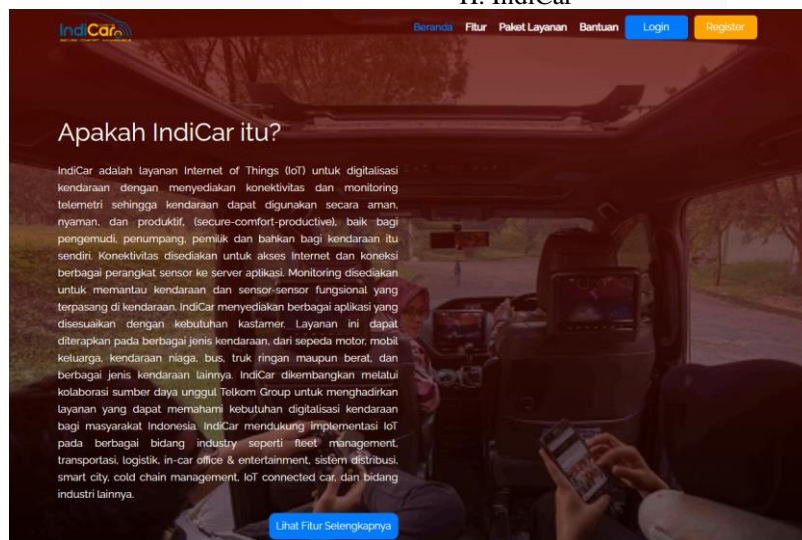 11. IndiCar
IndiCar
Beranda Fitur Paket Layanan Bantuan Login Register
Apakah IndiCar itu?
IndiCar adalah layanan Internet of Things (IoT) untuk digitalisasi
kendaraan dengan menyediakan konektivitas dan monitoring
telemetri sehingga kendaraan dapat digunakan secara aman,
nyaman, dan produktif, (secure-comfort-productive), baik bagi
pengemudi, penumpang, pemilik dan bahkan bagi kendaraan itu
sendiri. Konektivitas disediakan untuk akses Internet dan koneksi
berbagai perangkat sensor ke server aplikasi. Monitoring disediakan
untuk memantau kendaraan dan sensor-sensor fungsional yang
terpasang di kendaraan. IndiCar menyediakan berbagai aplikasi yang
disesuaikan dengan kebutuhan kastamer. Layanan ini dapat
diterapkan pada berbagai jenis kendaraan, dari sepeda motor, mobil
keluarga, kendaraan niaga, bus, truk ringan maupun berat, dan
berbagai jenis kendaraan lainnya. IndiCar dikembangkan melalui
kolaborasi sumber daya unggul Telkom Group untuk menghadirkan
layanan yang dapat memahami kebutuhan digitalisasi kendaraan
bagi masyarakat Indonesia. IndiCar mendukung implementasi IoT
pada berbagai bidang industry seperti fleet management,
transportasi, logistik, in-car office & entertainment, sistem distribusi,
smart city, cold chain management, IoT connected car, dan bidang
industri lainnya.
Lihat Fitur Selengkapnya